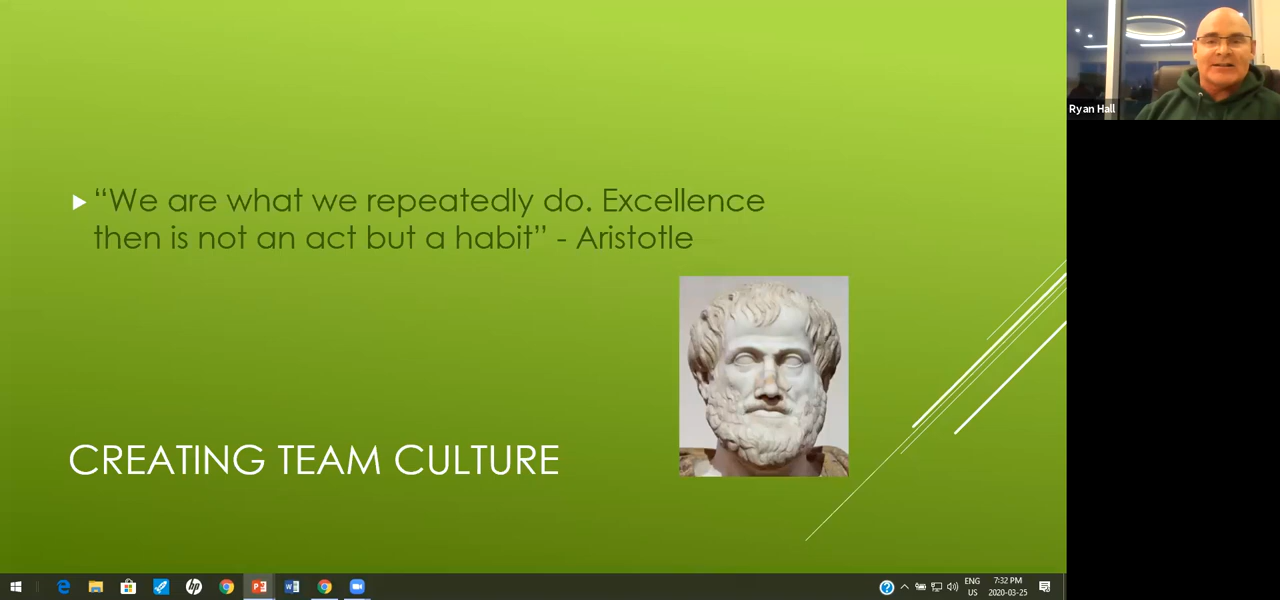 Ryan Hall
“We are what we repeatedly do. Excellence
then is not an act but a habit” - Aristotle
CREATING TEAM CULTURE
ENG
US
7:32 PM
2020-03-25